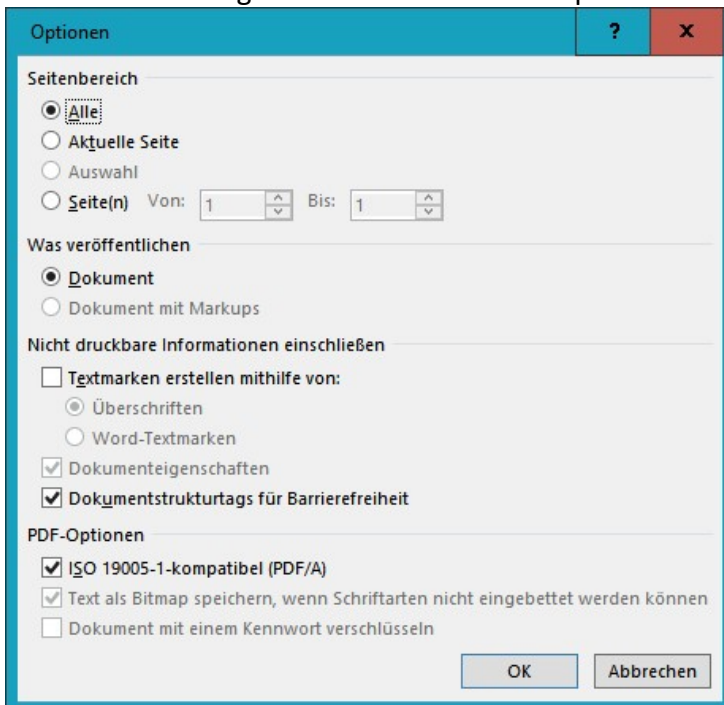 Optionen ? x
Seitenbereich
Alle
Aktuelle Seite
Auswahl
Seite(n) Von: 1 Bis: 1
Was veröffentlichen
Dokument
Dokument mit Markups
Nicht druckbare Informationen einschließen
Textmarken erstellen mithilfe von:
Überschriften
Word-Textmarken
Dokumenteigenschaften
Dokumentstrukturtags für Barrierefreiheit
PDF-Optionen
ISO 19005-1-kompatibel (PDF/A)
Text als Bitmap speichern, wenn Schriftarten nicht eingebettet werden können
Dokument mit einem Kennwort verschlüsseln
OK Abbrechen